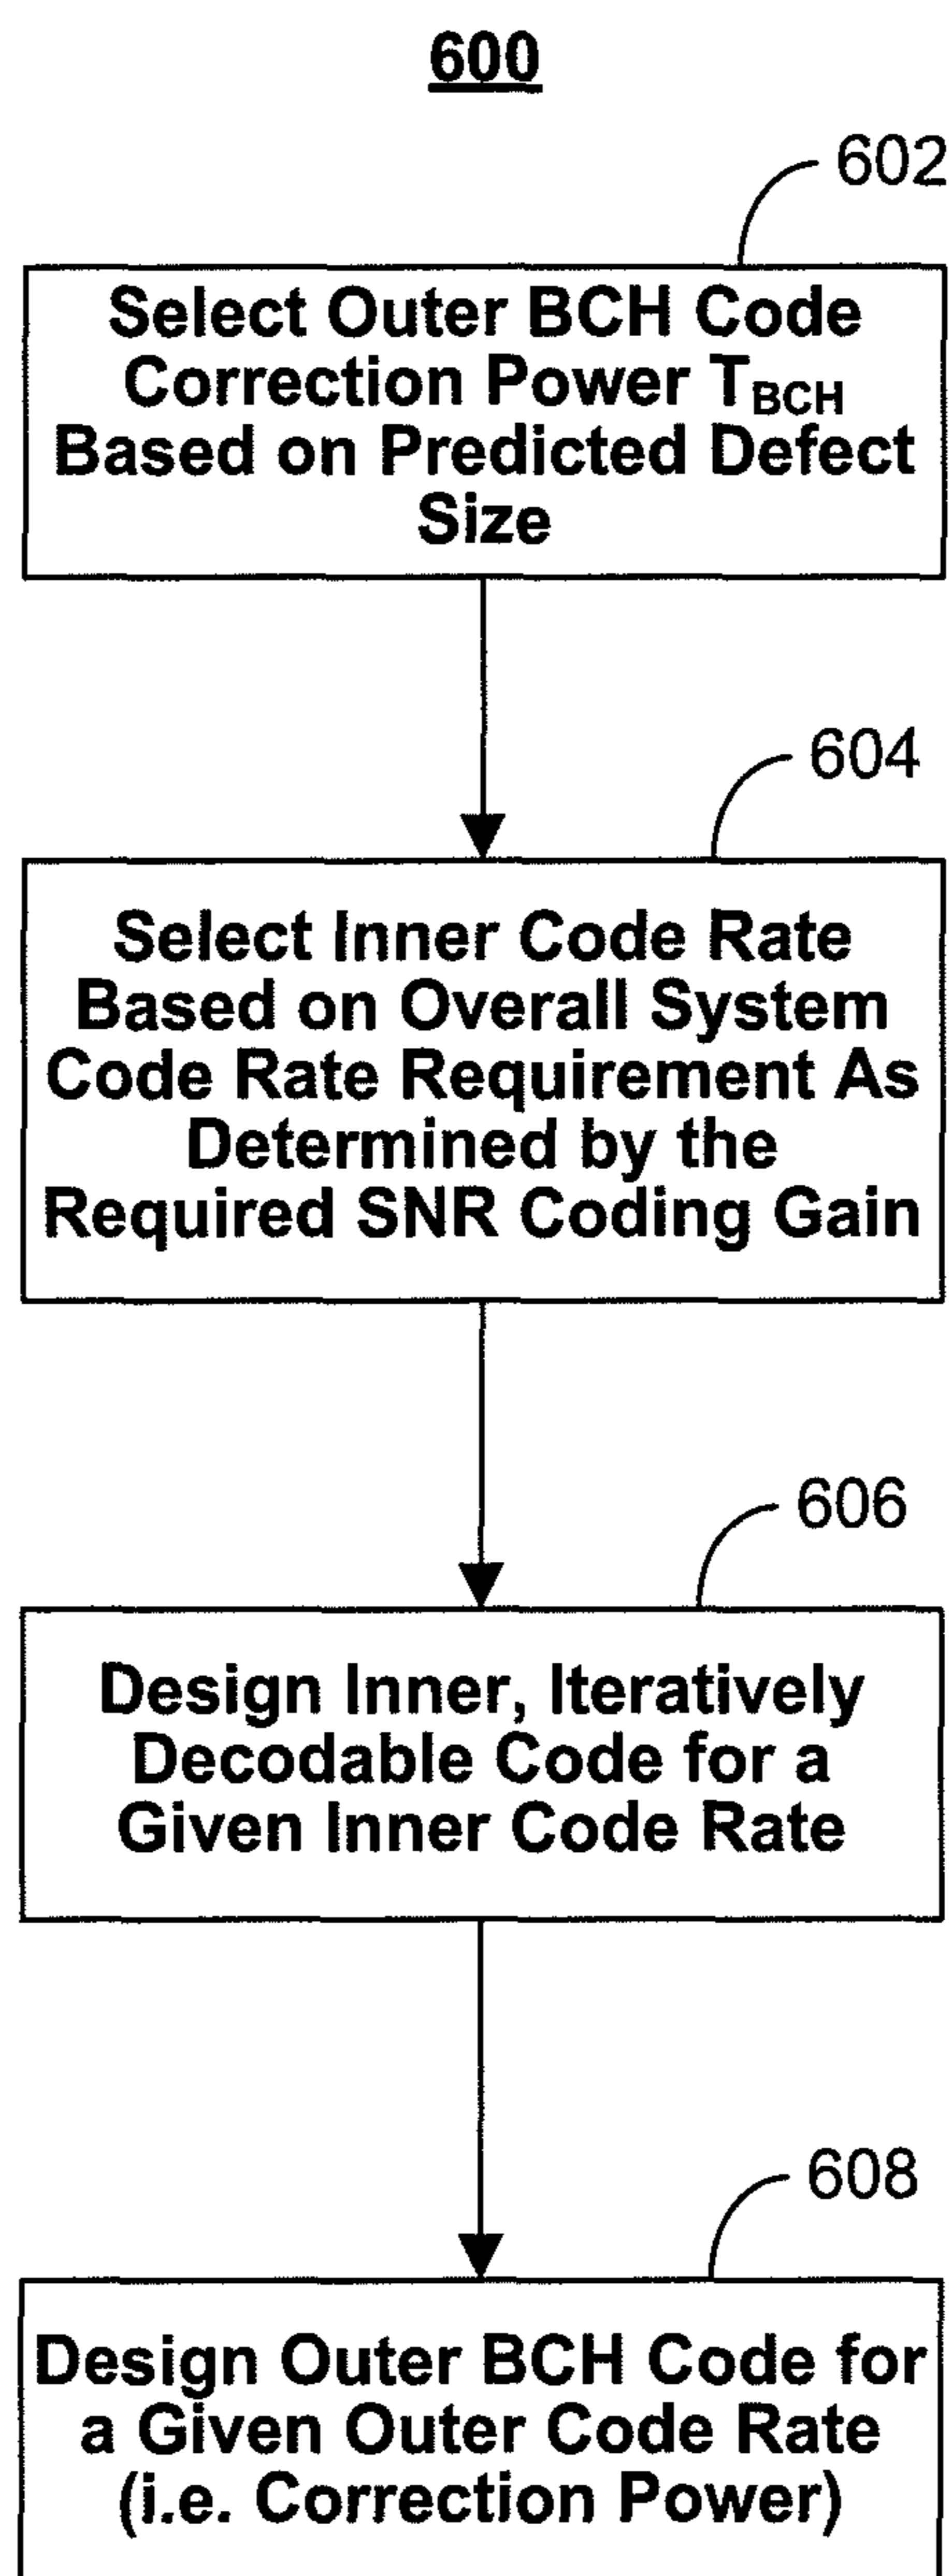 600
602
Select Outer BCH Code
Correction Power TBCH
Based on Predicted Defect
Size
604
Select Inner Code Rate
Based on Overall System
Code Rate Requirement As
Determined by the
Required SNR Coding Gain
606
Design Inner, Iteratively
Decodable Code for a
Given Inner Code Rate
608
Design Outer BCH Code for
a Given Outer Code Rate
(i.e. Correction Power)